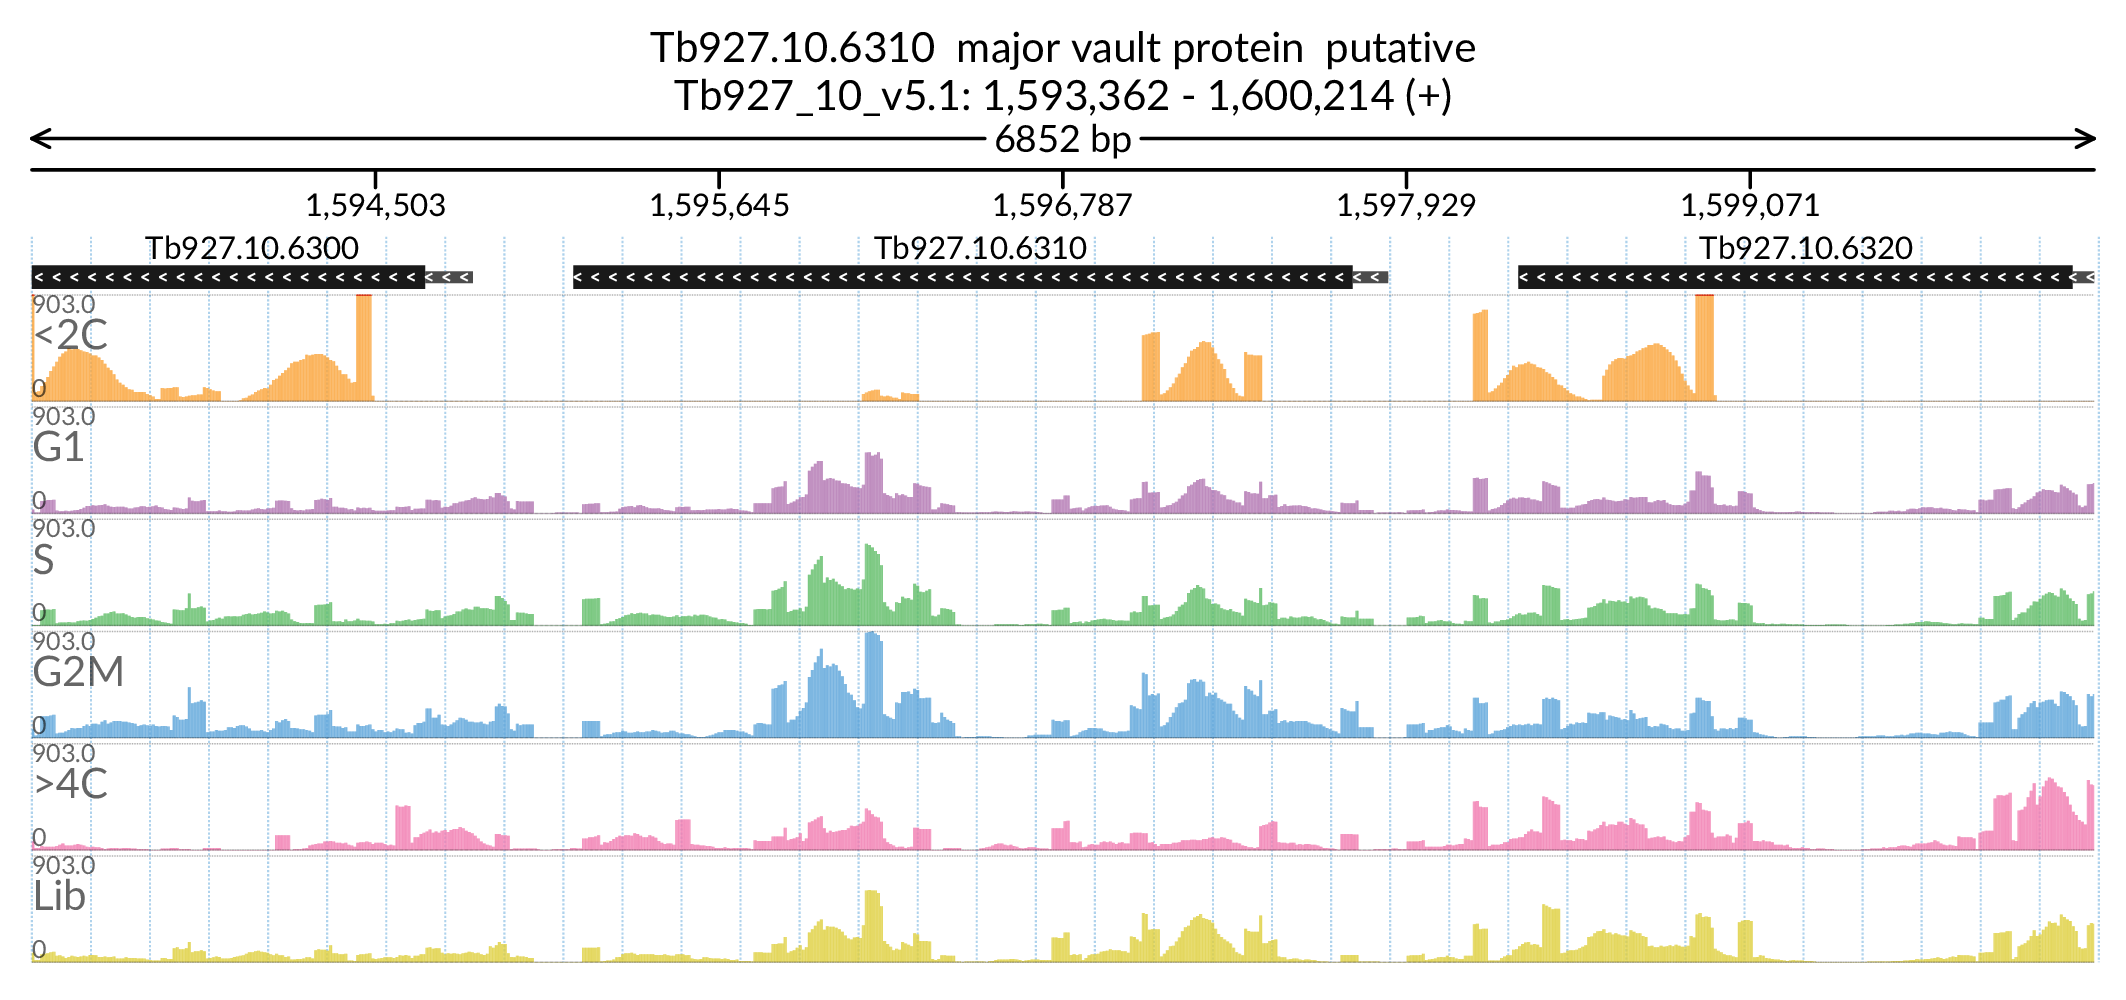 Tb927.10.6310  major vault protein  putative
Tb927_10_v5.1: 1,593,362 - 1,600,214 (+)
6852 bp
1,594,503 1,595,645 1,596,787 1,597,929 1,599,071
Tb927.10.6300 Tb927.10.6310 Tb927.10.6320
903.0
<2C
0
903.0
G1
0
903.0
S
0
903.0
G2M
0
903.0
>4C
0
903.0
Lib
0